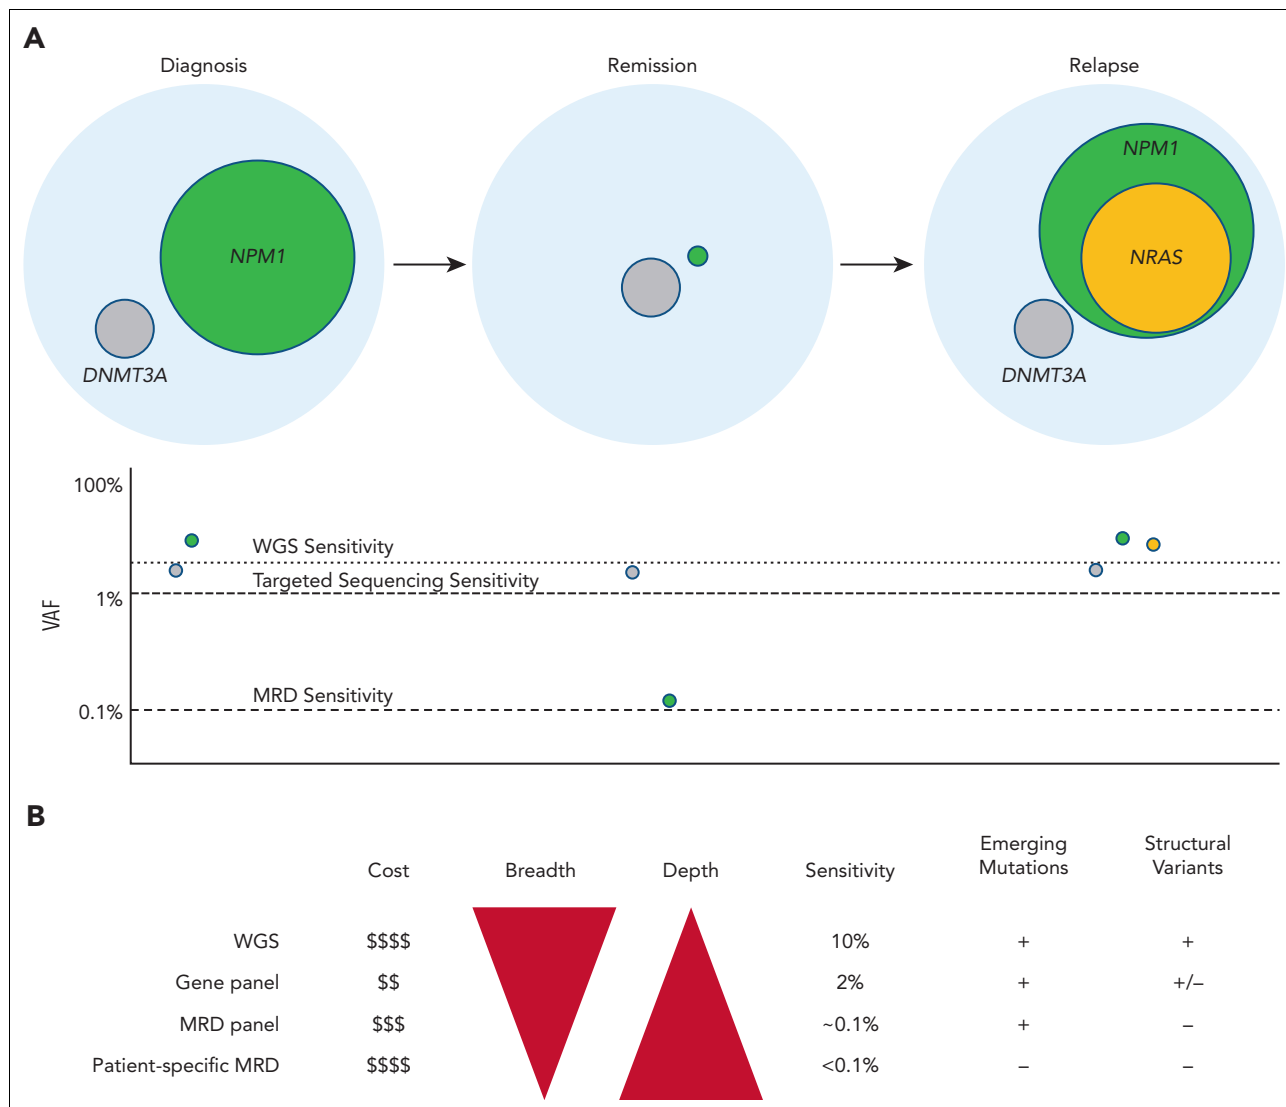 A
Diagnosis
Remission
Relapse
NPM1
DNMT3A
NPM1
NRAS
DNMT3A
100%
WGS Sensitivity
Targeted Sequencing Sensitivity
1%
VAF
MRD Sensitivity
0.1%
B
Cost Breadth Depth Sensitivity Emerging Mutations Structural Variants
WGS $$$$ 10% + +
Gene panel $$ 2% + +/–
MRD panel $$$ ~0.1% + –
Patient-specific MRD $$$$ <0.1% – –